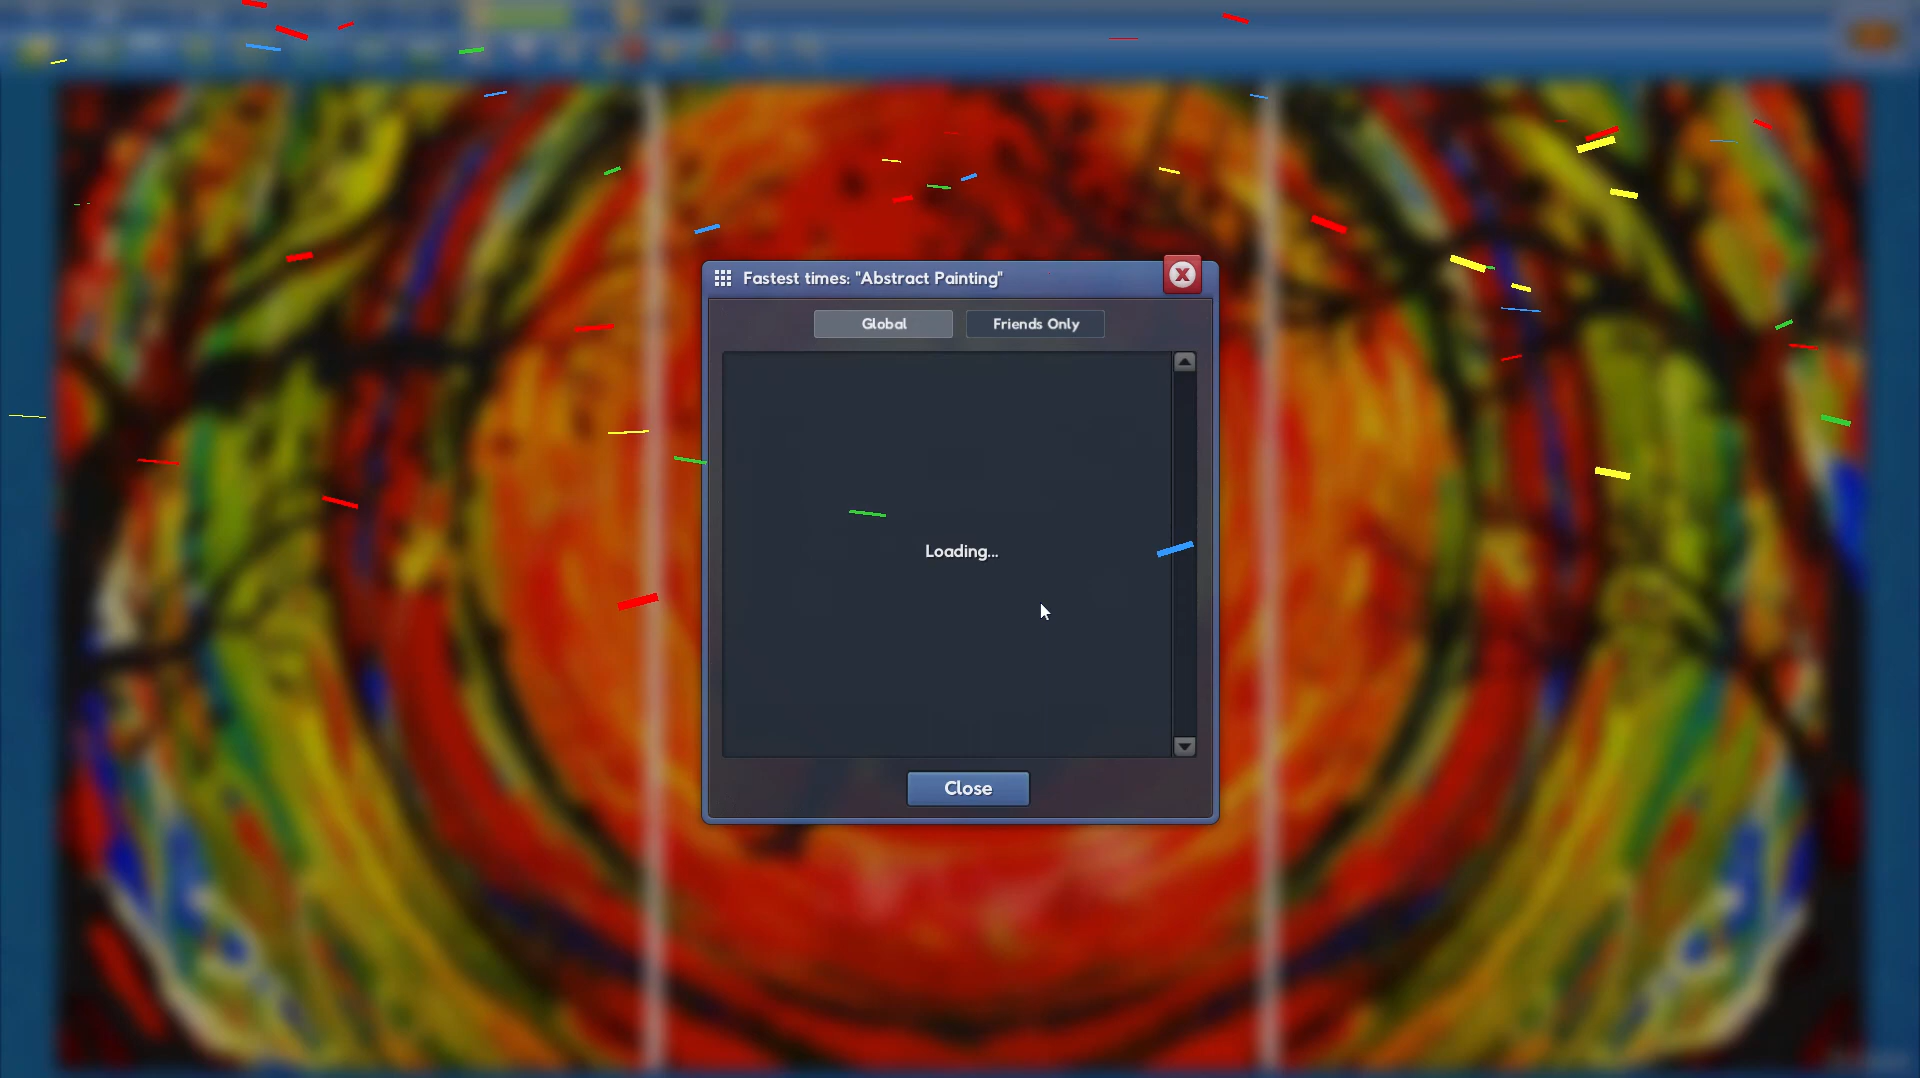 Fastest times: "Abstract Painting"
Global
Friends Only
Loading...
Close